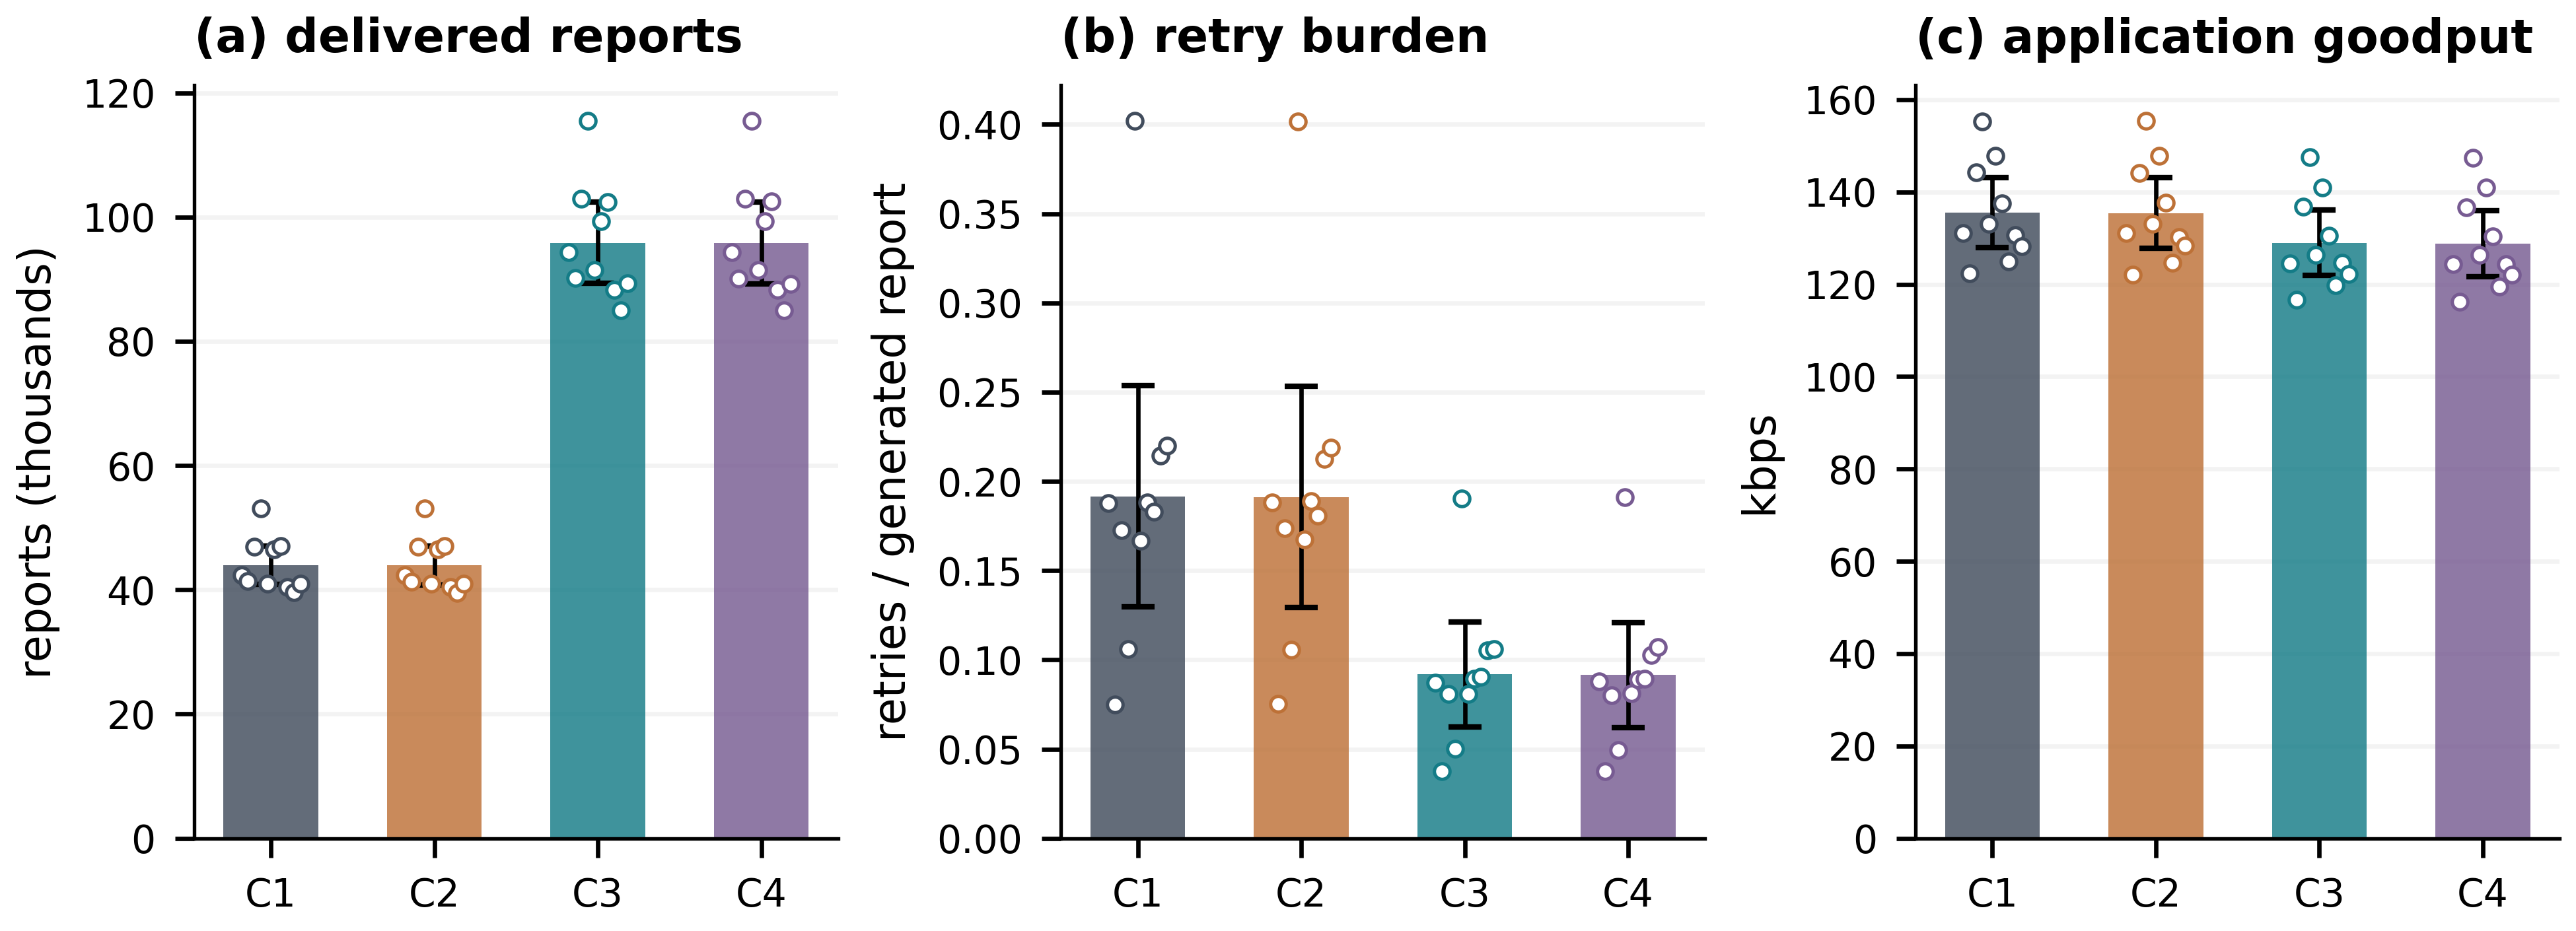 (a) delivered reports
reports (thousands)
120
100
80
60
40
20
0
C1 C2 C3 C4
(b) retry burden
retries / generated report
0.40
0.35
0.30
0.25
0.20
0.15
0.10
0.05
0.00
C1 C2 C3 C4
(c) application goodput
kbps
160
140
120
100
80
60
40
20
0
C1 C2 C3 C4